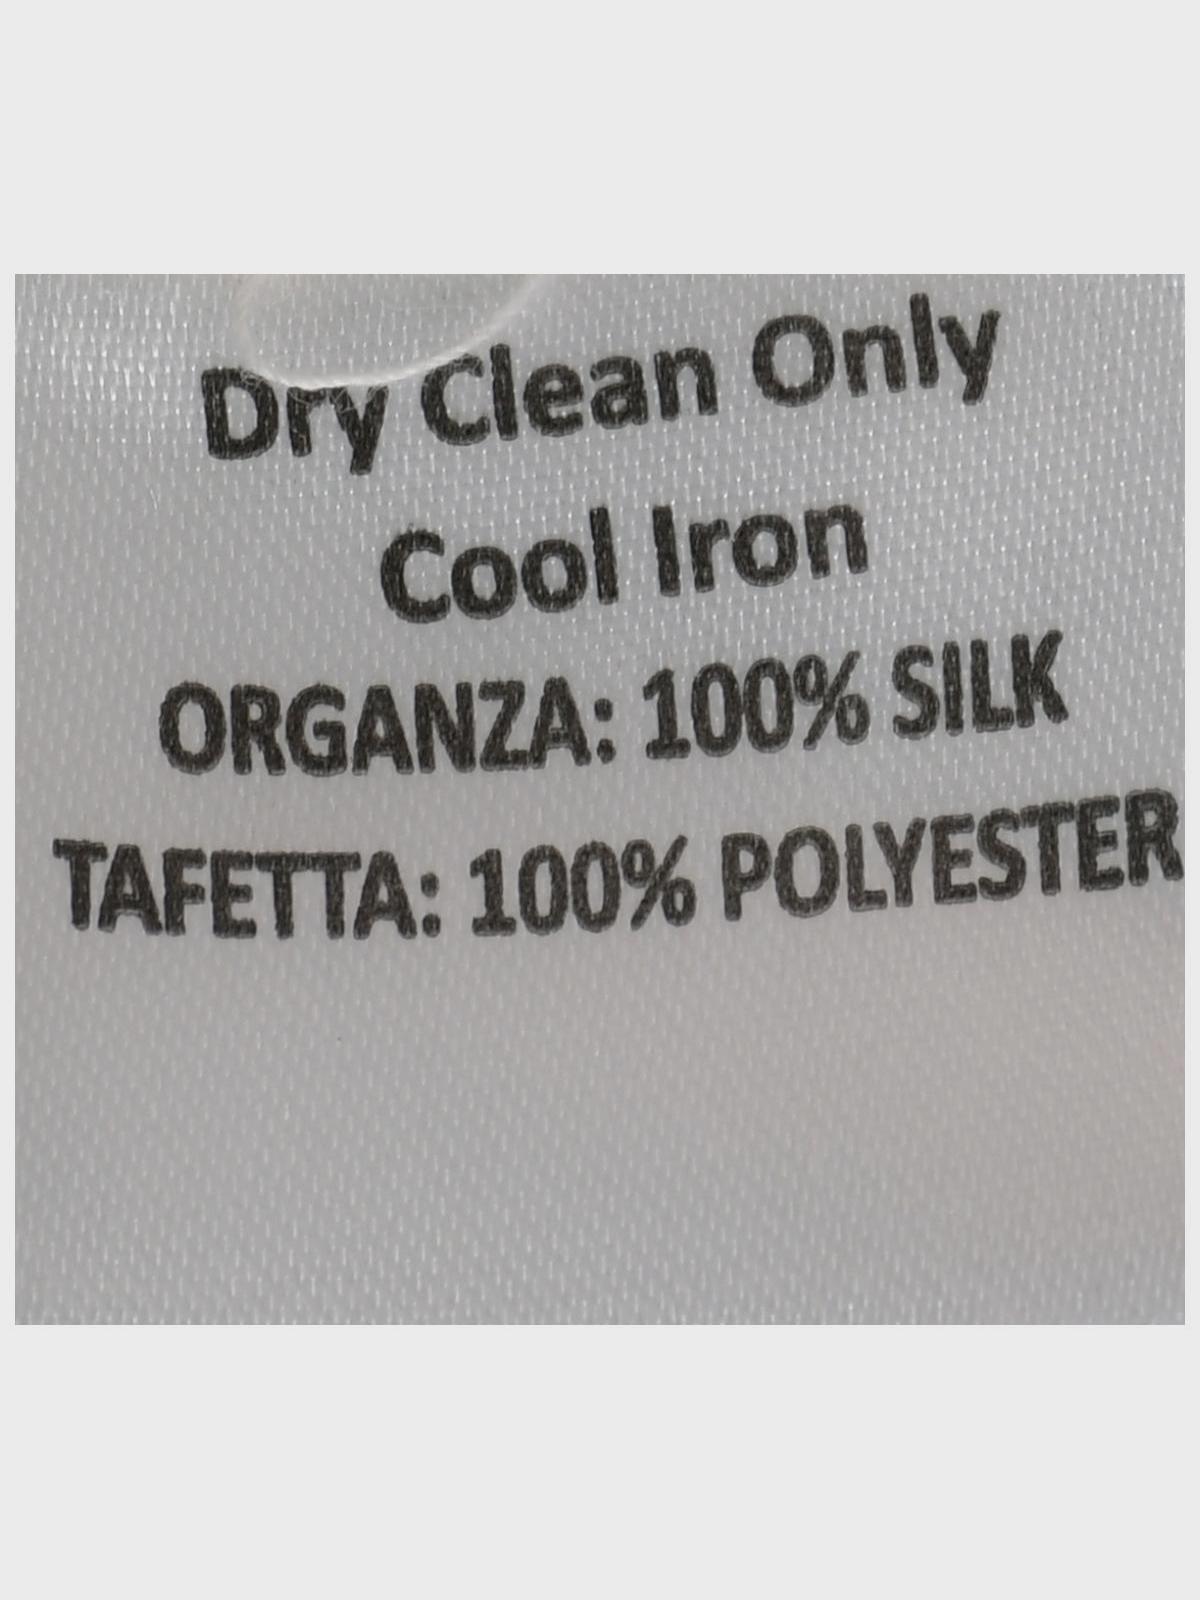 Dry Clean Only
Cool Iron
ORGANZA: 100% SILK
TAFETTA: 100% POLYESTER